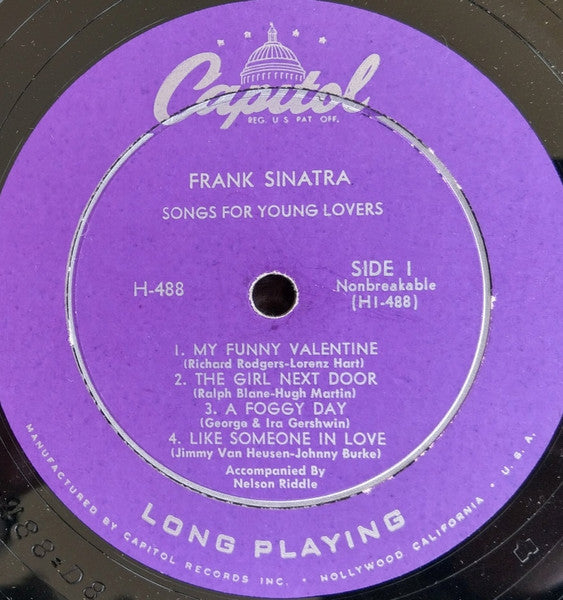 Capitol
REG. U.S. PAT. OFF.
FRANK SINATRA
SONGS FOR YOUNG LOVERS
H-488
SIDE 1
Nonbreakable
(H1-488)
1. MY FUNNY VALENTINE
(Richard Rodgers-Lorenz Hart)
2. THE GIRL NEXT DOOR
(Ralph Blane-Hugh Martin)
3. A FOGGY DAY
(George & Ira Gershwin)
4. LIKE SOMEONE IN LOVE
(Jimmy Van Heusen-Johnny Burke)
Accompanied By
Nelson Riddle
LONG PLAYING
MANUFACTURED BY CAPITOL RECORDS INC. • HOLLYWOOD, CALIFORNIA • U.S.A.